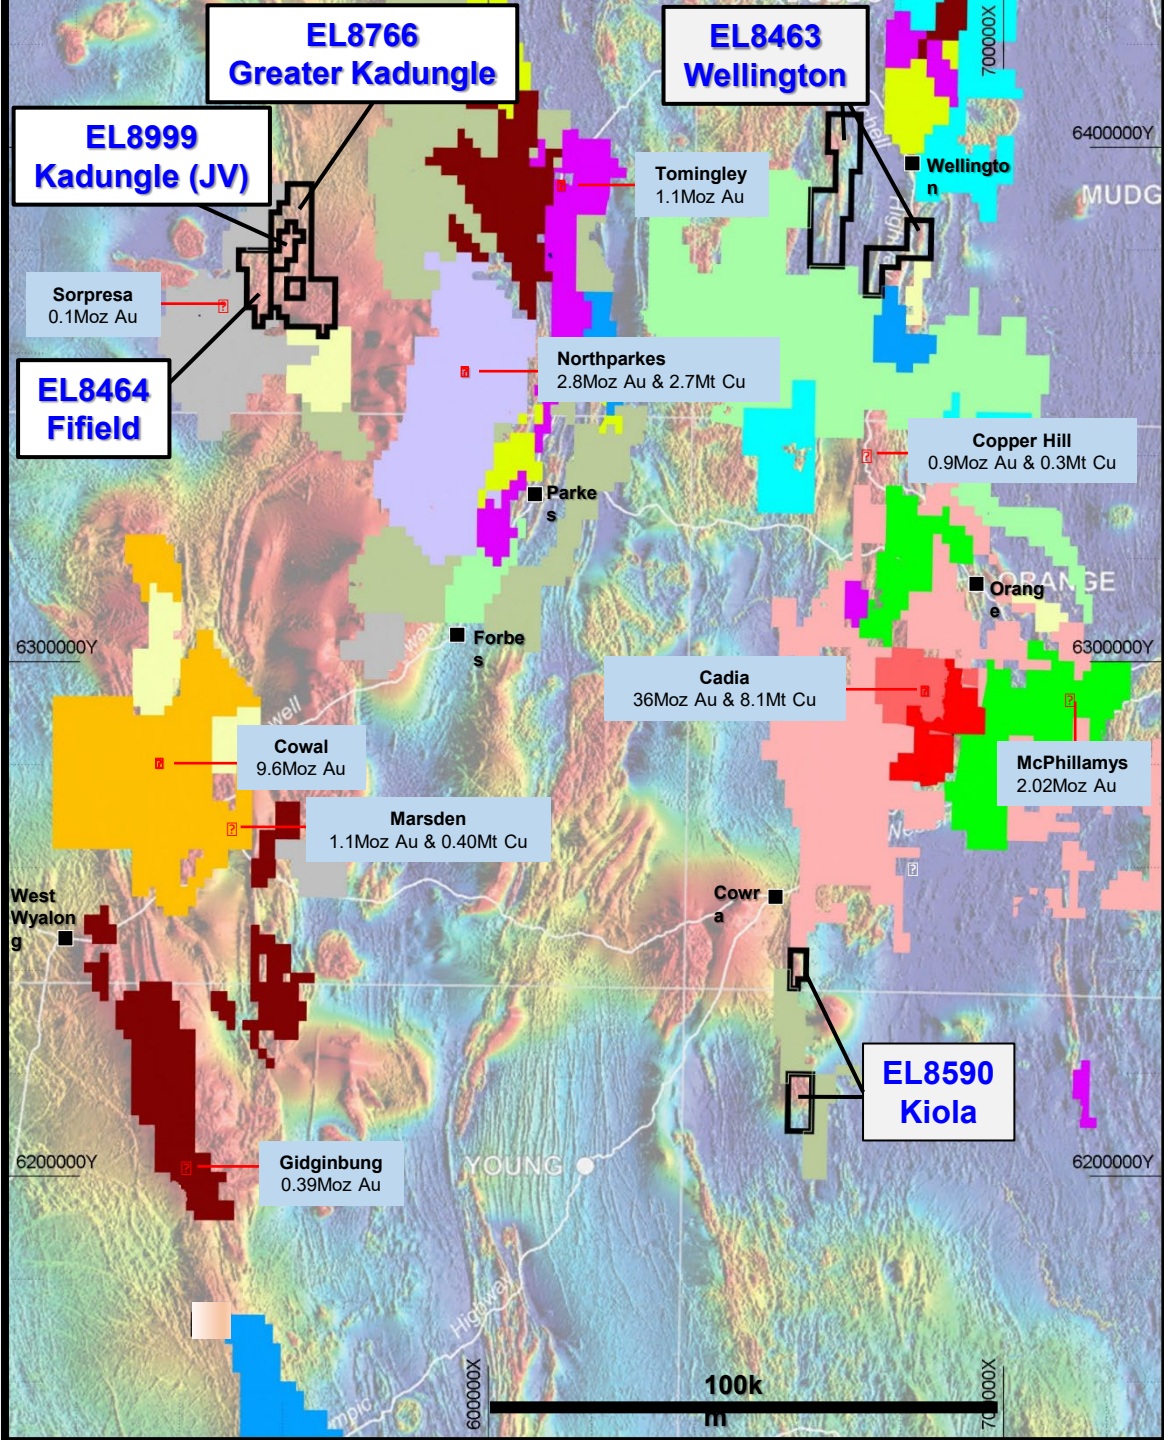 EL8766
Greater Kadungle
EL8463
Wellington
700000X
EL8999
Kadungle (JV)
6400000Y
Wellingto
n
MUDG
Tomingley
1.1Moz Au
Sorpresa
0.1Moz Au
Northparkes
2.8Moz Au & 2.7Mt Cu
EL8464
Fifield
Copper Hill
0.9Moz Au & 0.3Mt Cu
Parke
s
ORANGE
Orang
e
Forbe
s
6300000Y
6300000Y
Cadia
36Moz Au & 8.1Mt Cu
well
Cowal
9.6Moz Au
McPhillamys
2.02Moz Au
Marsden
1.1Moz Au & 0.40Mt Cu
West
Wyalon
g
Cowr
a
EL8590
Kiola
6200000Y
YOUNG
6200000Y
Gidginbung
0.39Moz Au
Highway
600000X
700000X
100k
m
mpic